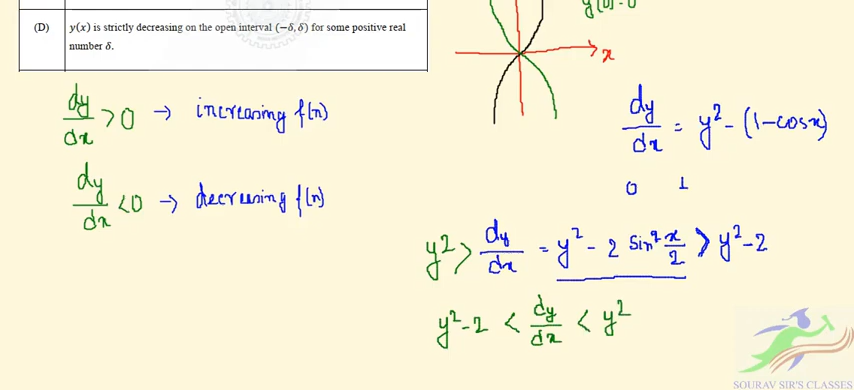 y(0)=0
(D) y(x) is strictly decreasing on the open interval (−δ, δ) for some positive real
number δ.
x
dy/dx > 0 → increasing f(n)
dy/dx = y² − (1−cosx)
0 1
dy/dx < 0 → decreasing f(n)
y² > dy/dx = y² − 2 sin² x/2 > y² − 2
y² − 2 < dy/dx < y²
SOURAV SIR'S CLASSES